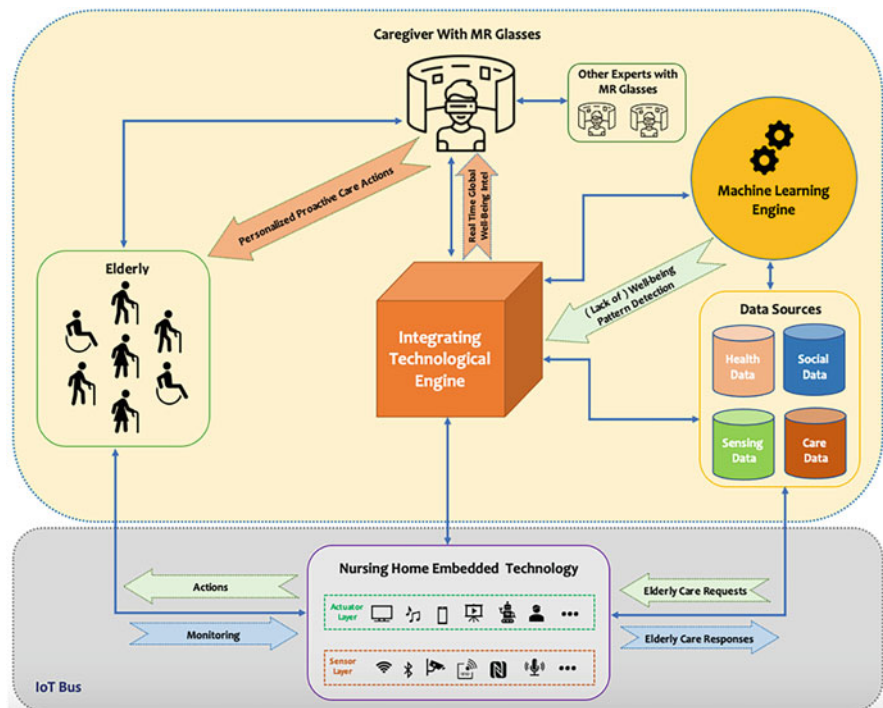 Caregiver With MR Glasses
Other Experts with
MR Glasses
Machine Learning
Engine
Personalized Proactive Care Actions
Real Time Global
Well-Being Intel
Elderly
( Lack of ) Well-being
Pattern Detection
Integrating
Technological
Engine
Data Sources
Health
Data
Social
Data
Sensing
Data
Care
Data
Nursing Home Embedded Technology
Actions
Monitoring
Actuator
Layer
Sensor
Layer
Elderly Care Requests
Elderly Care Responses
IoT Bus